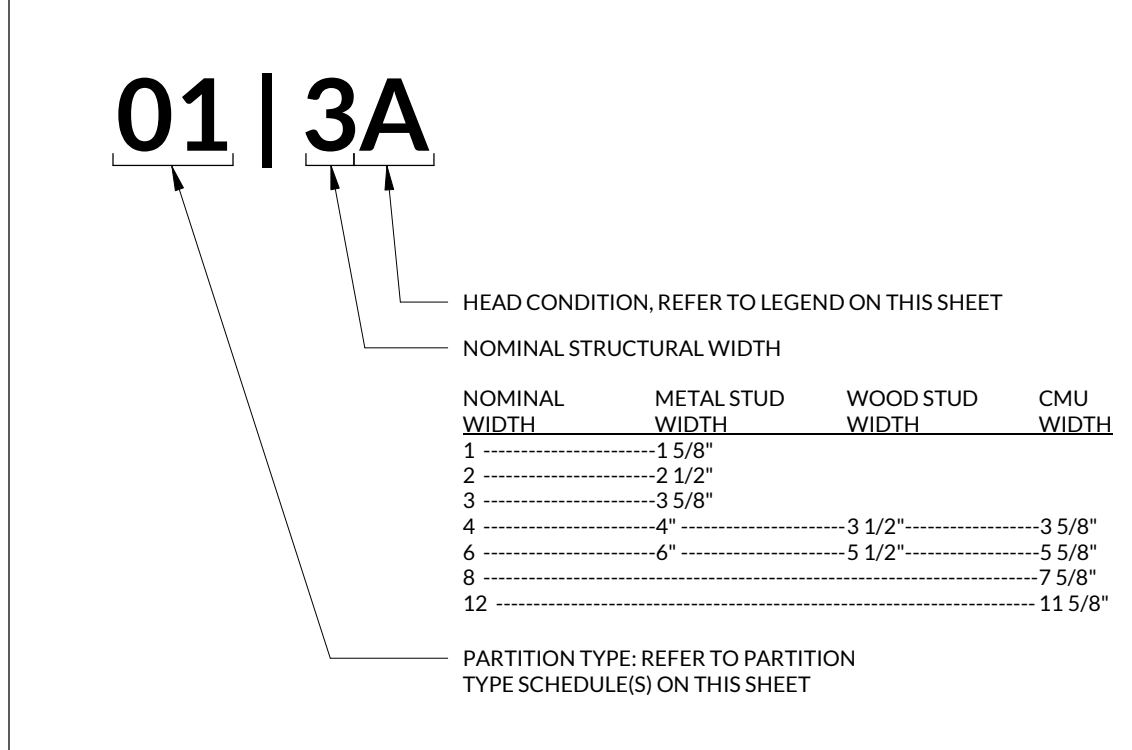 01 | 3A
HEAD CONDITION, REFER TO LEGEND ON THIS SHEET
NOMINAL STRUCTURAL WIDTH
NOMINAL METAL STUD WOOD STUD CMU
WIDTH WIDTH WIDTH WIDTH
1 -----------------------1 5/8"
2 -----------------------2 1/2"
3 -----------------------3 5/8"
4 -----------------------4" ----------------------3 1/2"------------------3 5/8"
6 -----------------------6" ----------------------5 1/2"------------------5 5/8"
8 --------------------------------------------------------------------------7 5/8"
12 ------------------------------------------------------------------------ 11 5/8"
PARTITION TYPE: REFER TO PARTITION
TYPE SCHEDULE(S) ON THIS SHEET